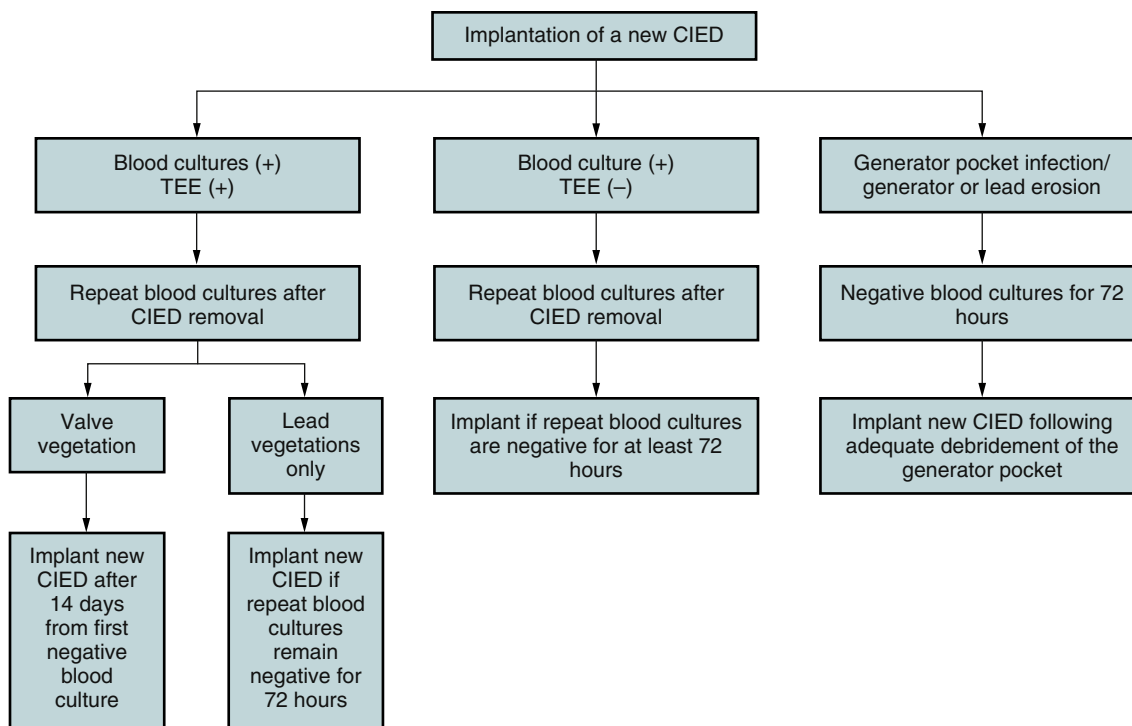 Implantation of a new CIED
Blood cultures (+)
TEE (+)
Blood culture (+)
TEE (–)
Generator pocket infection/
generator or lead erosion
Repeat blood cultures after
CIED removal
Repeat blood cultures after
CIED removal
Negative blood cultures for 72
hours
Valve
vegetation
Lead
vegetations
only
Implant if repeat blood cultures
are negative for at least 72
hours
Implant new CIED following
adequate debridement of the
generator pocket
Implant new
CIED after
14 days
from first
negative
blood
culture
Implant new
CIED if
repeat blood
cultures
remain
negative for
72 hours